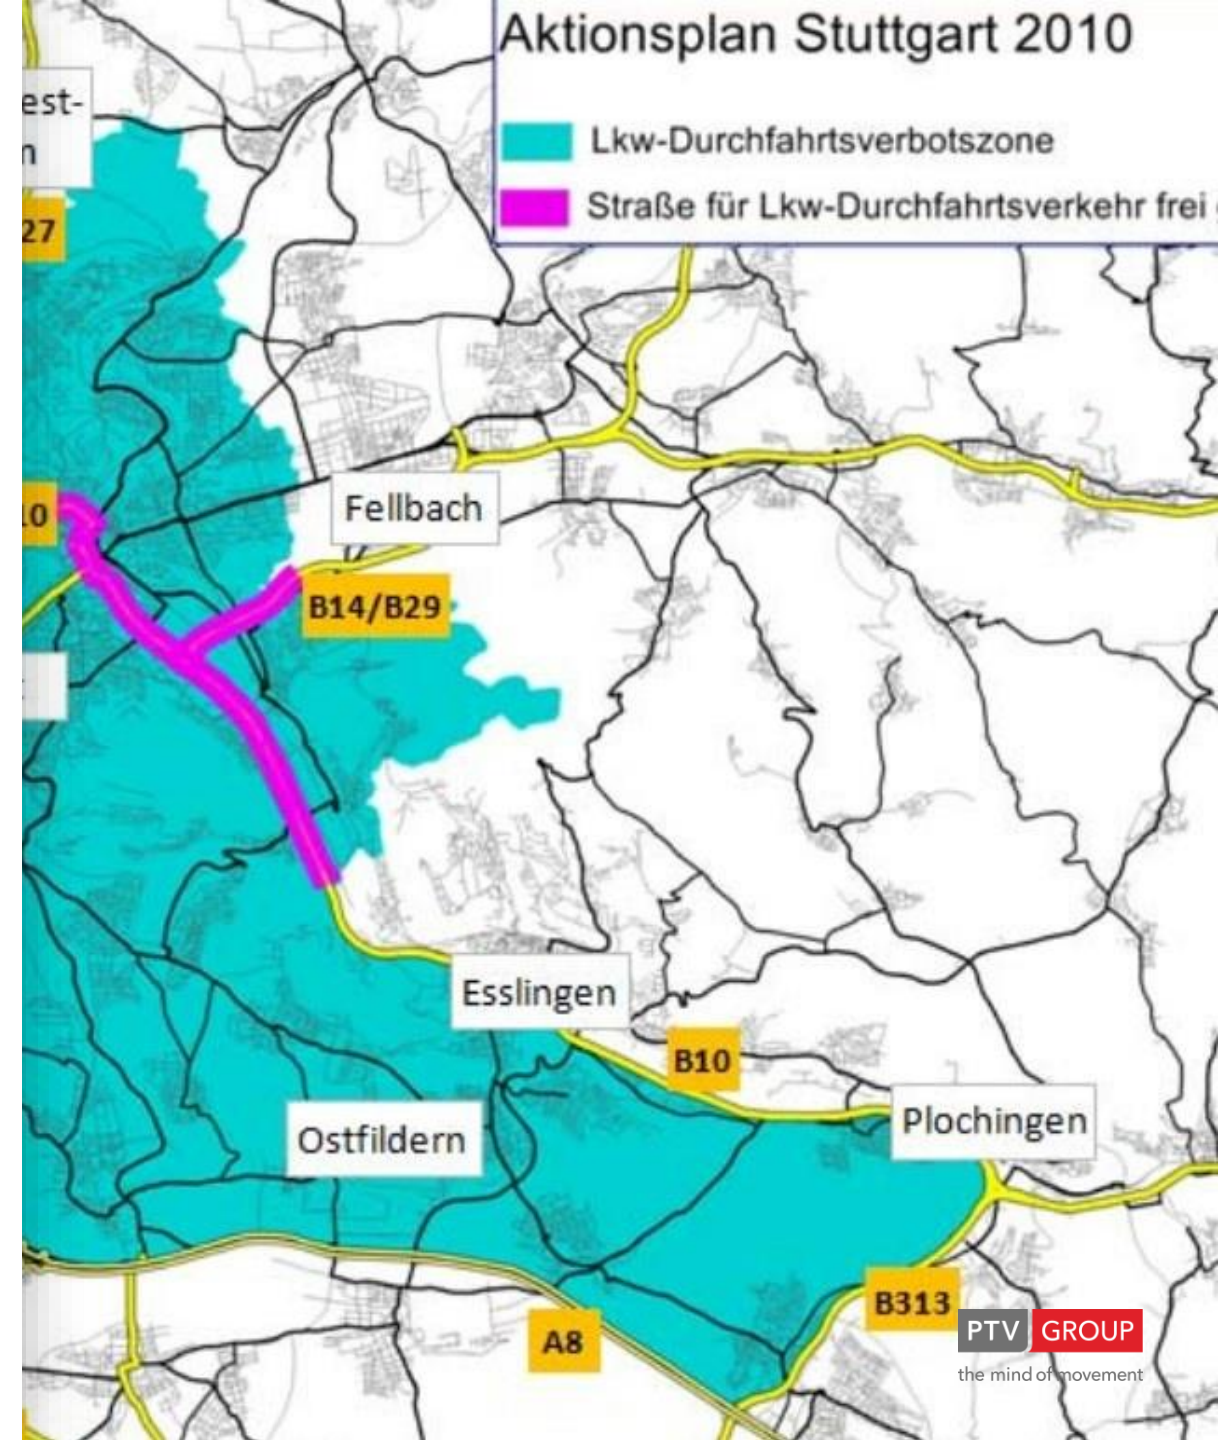 Aktionsplan Stuttgart 2010
Lkw-Durchfahrtsverbotszone
Straße für Lkw-Durchfahrtsverkehr frei
est-
n
27
10
Fellbach
B14/B29
Esslingen
B10
Plochingen
Ostfildern
B313
A8
PTV GROUP
the mind of movement